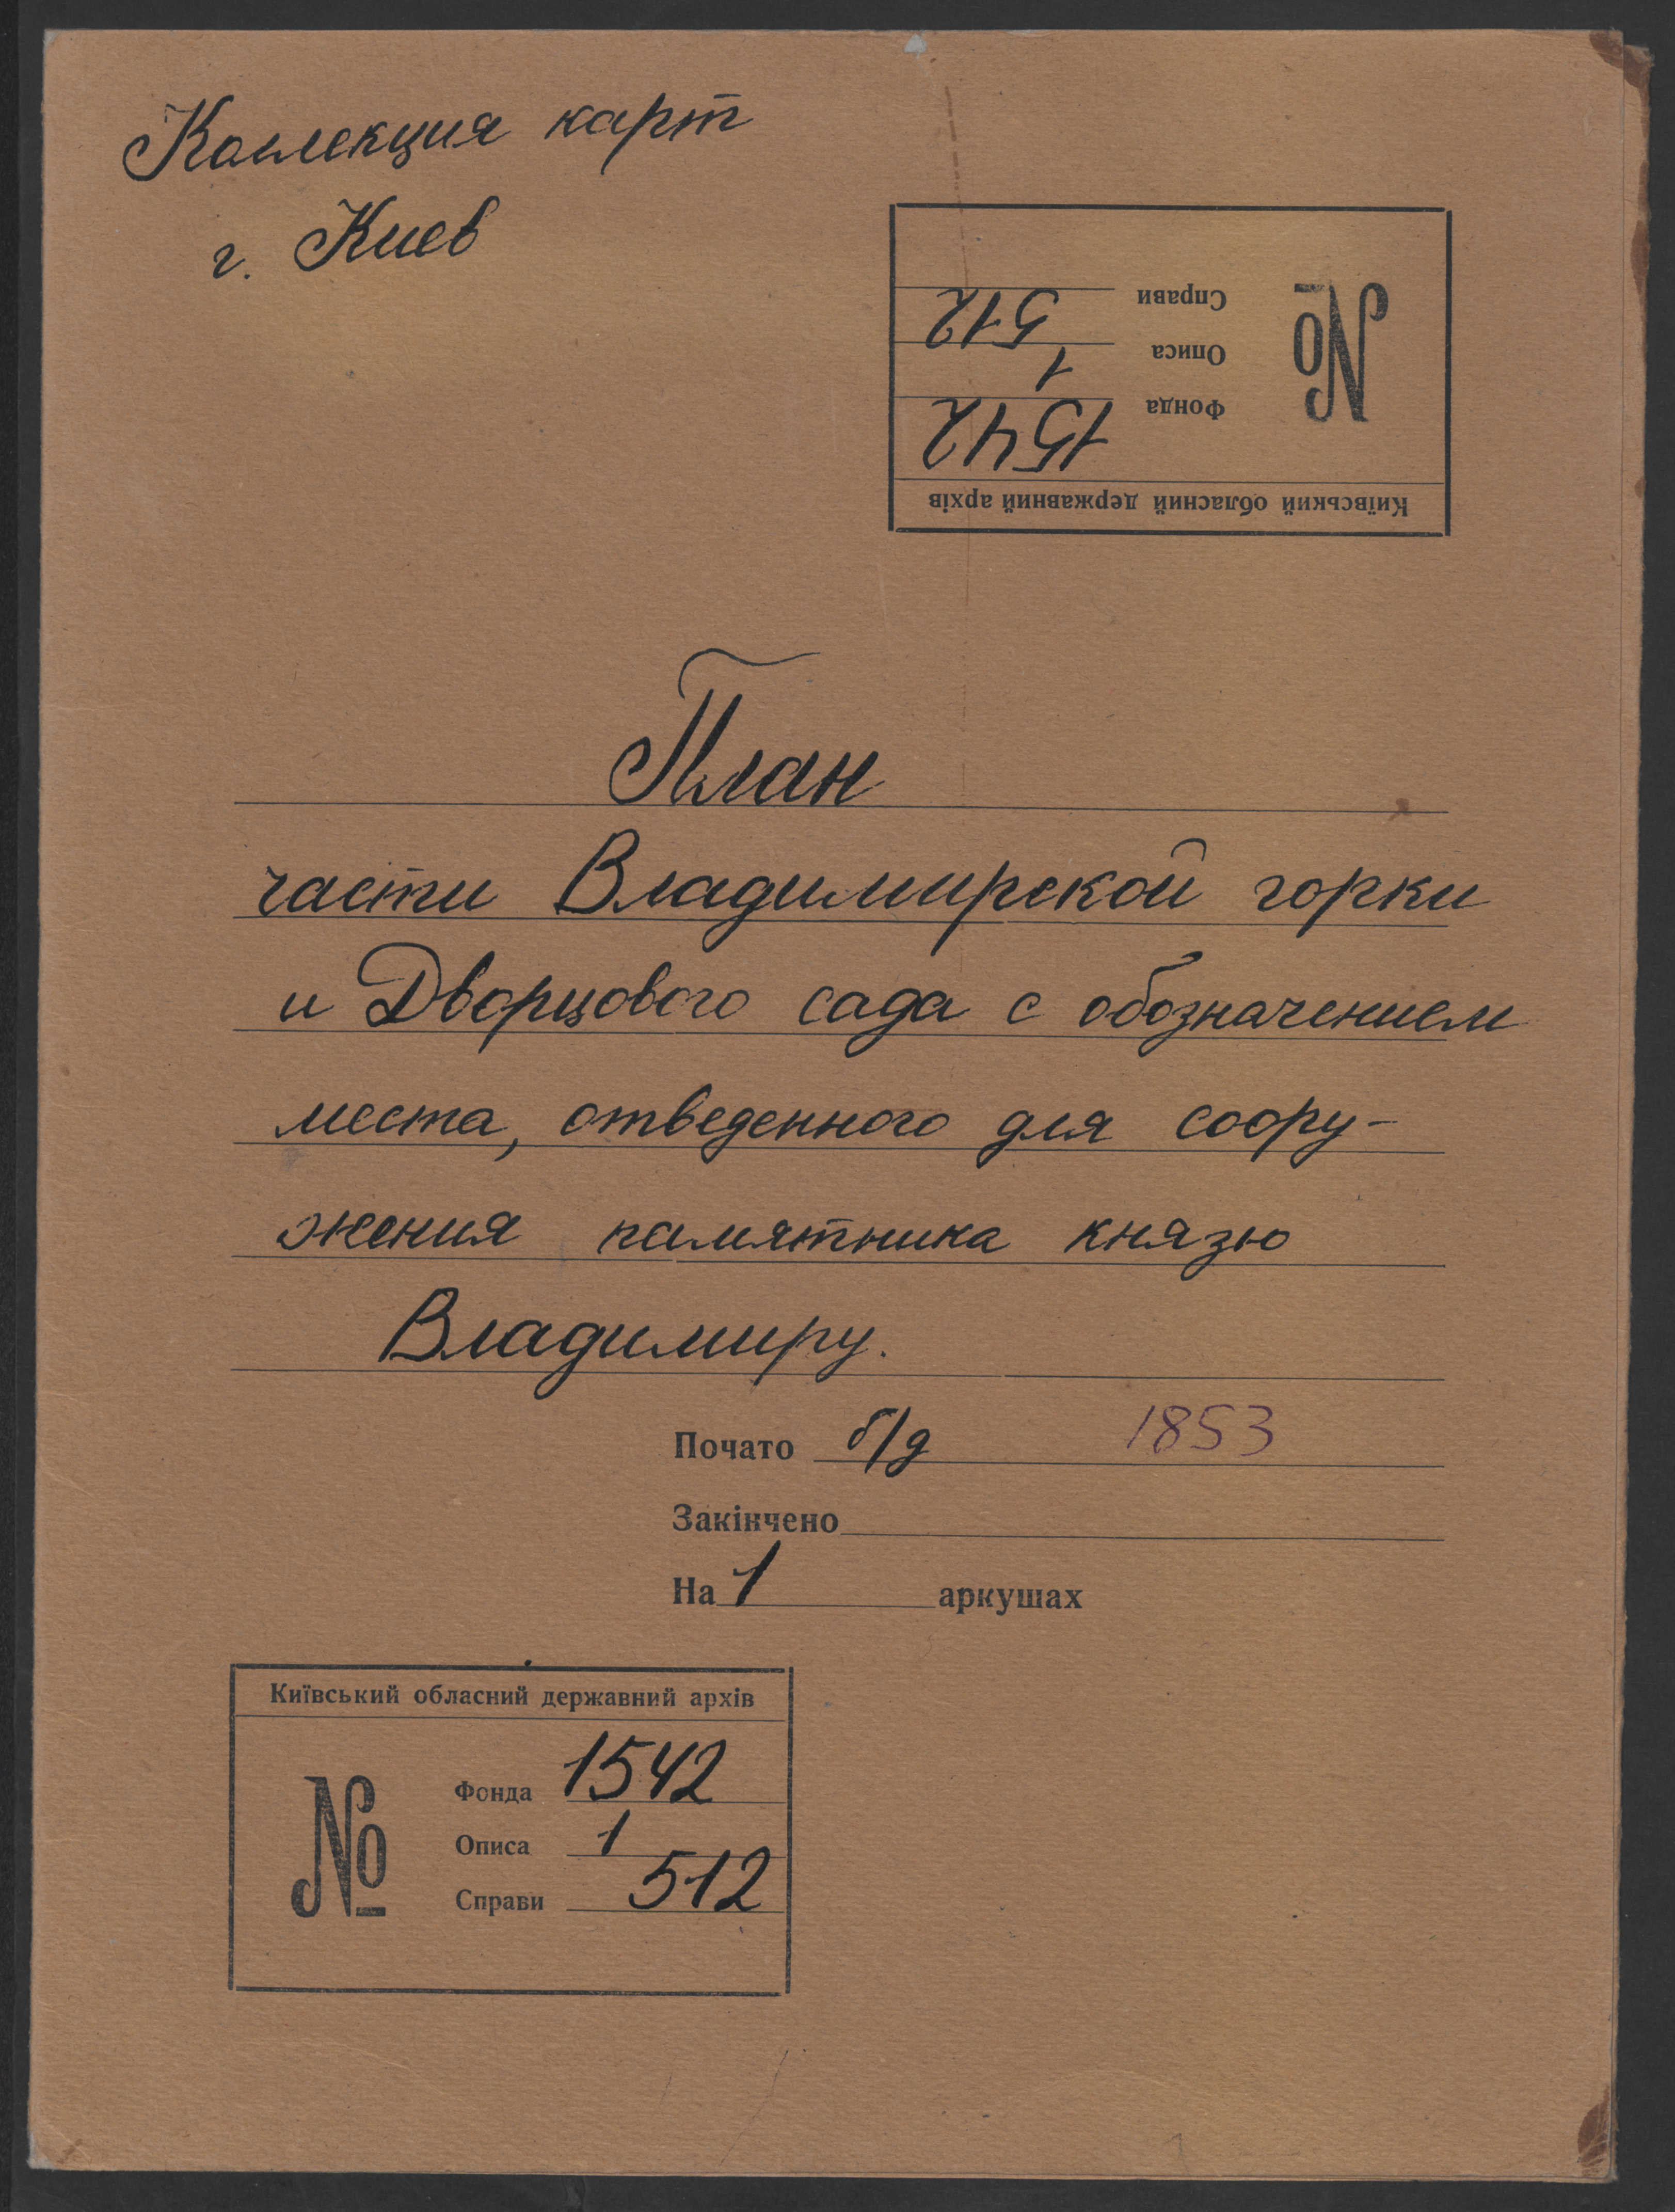 Коллекция карт
г. Киев
Київський обласний державний архів
№
Фонда 1542
Описа 1
Справи 512
План
части Владимирской горки
и Дворцового сада с обозначением
места, отведенного для соору-
жения памятника князю
Владимиру.
Почато б/д 1853
Закінчено
На 1 аркушах
Київський обласний державний архів
№
Фонда 1542
Описа 1
Справи 512